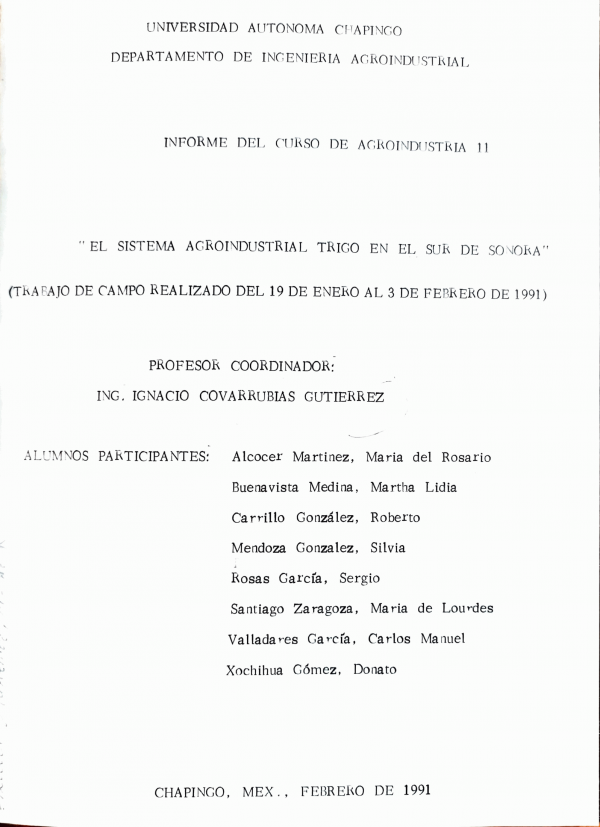 UNIVERSIDAD AUTONOMA CHAPINGO
DEPARTAMENTO DE INGENIERIA AGROINDUSTRIAL
INFORME DEL CURSO DE AGROINDUSTRIA 11
"EL SISTEMA AGROINDUSTRIAL TRIGO EN EL SUR DE SONORA"
(TRABAJO DE CAMPO REALIZADO DEL 19 DE ENERO AL 3 DE FEBRERO DE 1991)
PROFESOR COORDINADOR:
ING. IGNACIO COVARRUBIAS GUTIERREZ
ALUMNOS PARTICIPANTES: Alcocer Martinez, Maria del Rosario
Buenavista Medina, Martha Lidia
Carrillo González, Roberto
Mendoza Gonzalez, Silvia
Rosas García, Sergio
Santiago Zaragoza, Maria de Lourdes
Valladares García, Carlos Manuel
Xochihua Gómez, Donato
CHAPINGO, MEX., FEBRERO DE 1991